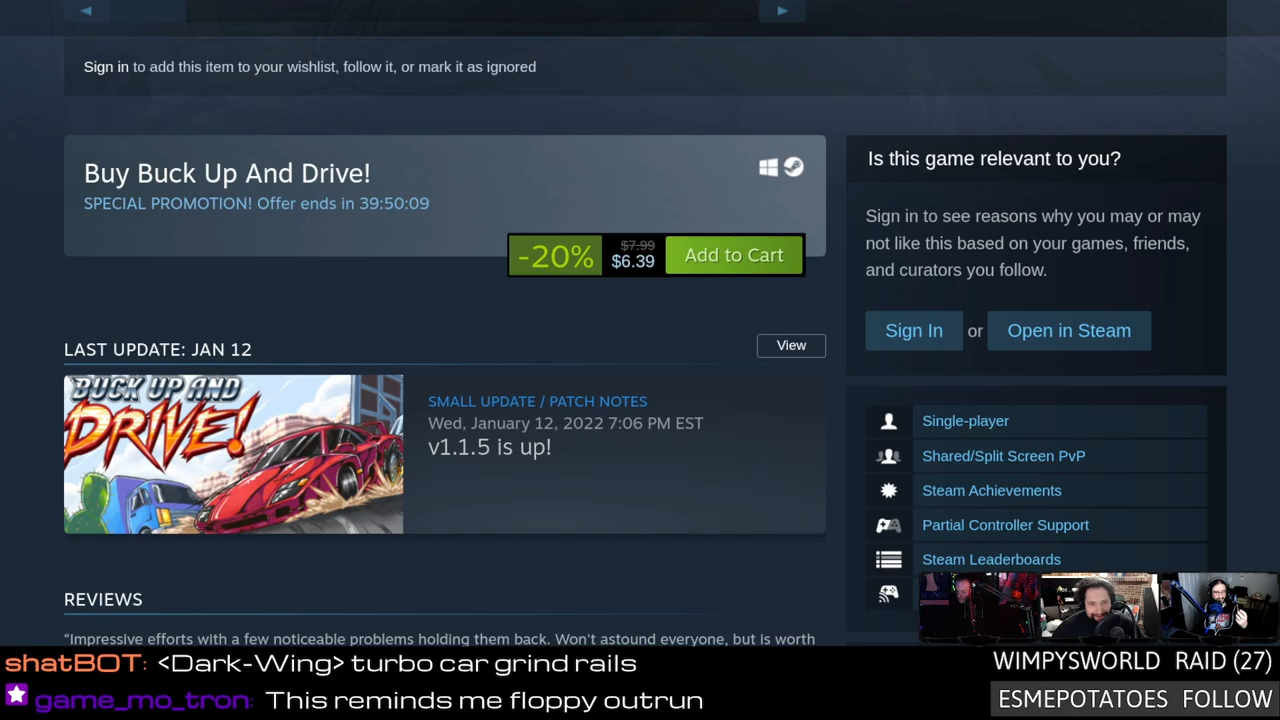 Sign in to add this item to your wishlist, follow it, or mark it as ignored
Buy Buck Up And Drive!
SPECIAL PROMOTION! Offer ends in 39:50:09
-20%
$7.99
$6.39
Add to Cart
LAST UPDATE: JAN 12
View
BUCK UP AND
DRIVE!
SMALL UPDATE / PATCH NOTES
Wed, January 12, 2022 7:06 PM EST
v1.1.5 is up!
REVIEWS
“Impressive efforts with a few noticeable problems holding them back. Won’t astound everyone, but is worth
Is this game relevant to you?
Sign in to see reasons why you may or may
not like this based on your games, friends,
and curators you follow.
Sign In or Open in Steam
Single-player
Shared/Split Screen PvP
Steam Achievements
Partial Controller Support
Steam Leaderboards
shatBOT: <Dark-Wing> turbo car grind rails
game_mo_tron: This reminds me floppy outrun
WIMPYSWORLD RAID (27)
ESMEPOTATOES FOLLOW